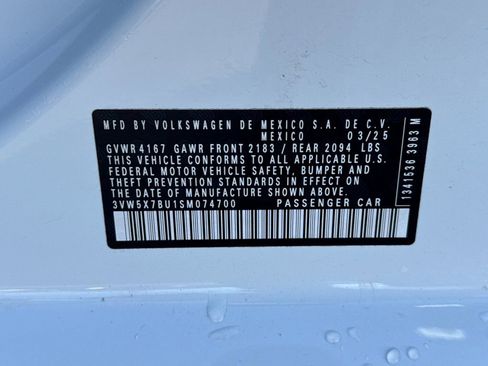 MFD BY VOLKSWAGEN DE MEXICO S.A. DE C.V.
MEXICO 03/25
GVWR 4167 GAWR FRONT 2183 / REAR 2094 LBS
THIS VEHICLE CONFORMS TO ALL APPLICABLE U.S.
FEDERAL MOTOR VEHICLE SAFETY, BUMPER AND
THEFT PREVENTION STANDARDS IN EFFECT ON
THE DATE OF MANUFACTURE SHOWN ABOVE.
3VW5X7BU1SM074700 PASSENGER CAR
1341 1536 3963 M